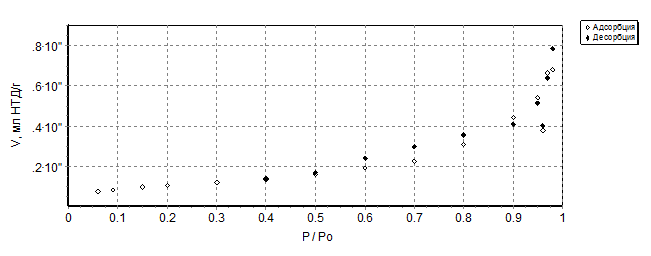 Адсорбция
Десорбция
V, мл НТД/г
.8·10"
.6·10"
.4·10"
.2·10"
0 0.1 0.2 0.3 0.4 0.5 0.6 0.7 0.8 0.9 1
P / Po